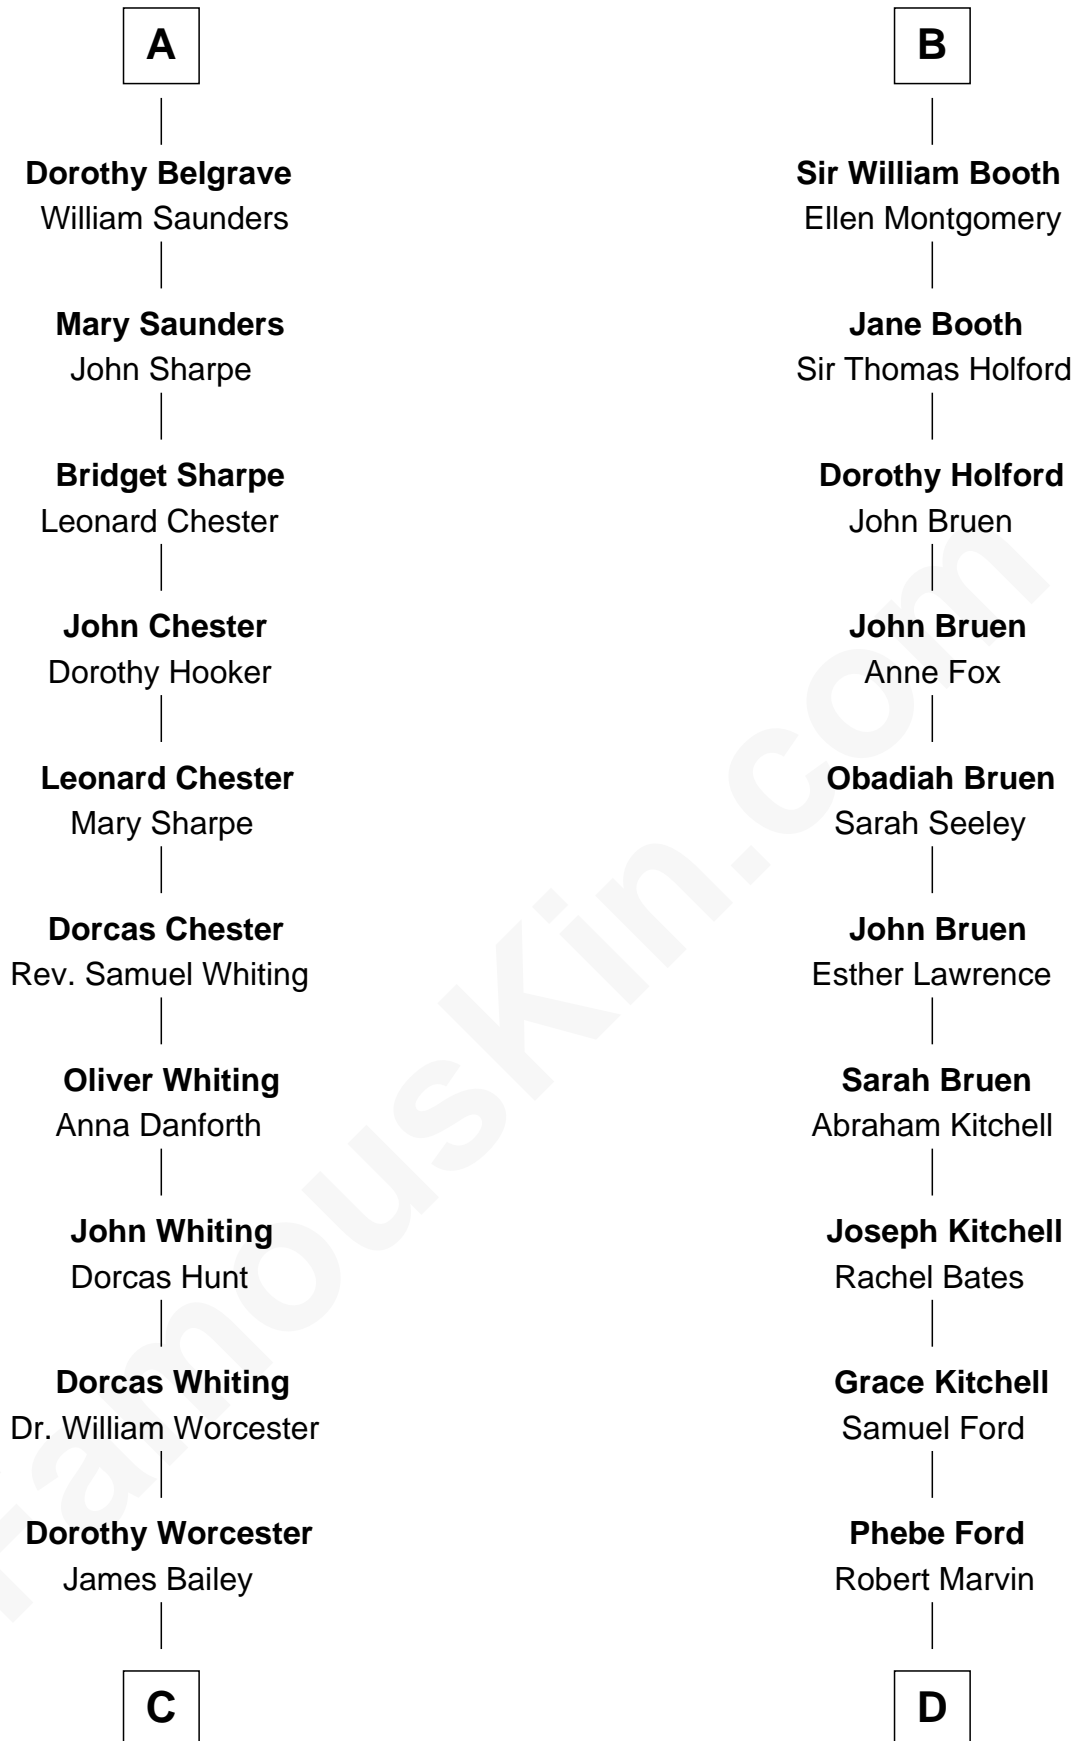 A
Dorothy Belgrave
William Saunders
Mary Saunders
John Sharpe
Bridget Sharpe
Leonard Chester
John Chester
Dorothy Hooker
Leonard Chester
Mary Sharpe
Dorcas Chester
Rev. Samuel Whiting
Oliver Whiting
Anna Danforth
John Whiting
Dorcas Hunt
Dorcas Whiting
Dr. William Worcester
Dorothy Worcester
James Bailey
C
B
Sir William Booth
Ellen Montgomery
Jane Booth
Sir Thomas Holford
Dorothy Holford
John Bruen
John Bruen
Anne Fox
Obadiah Bruen
Sarah Seeley
John Bruen
Esther Lawrence
Sarah Bruen
Abraham Kitchell
Joseph Kitchell
Rachel Bates
Grace Kitchell
Samuel Ford
Phebe Ford
Robert Marvin
D
FamousKin.com